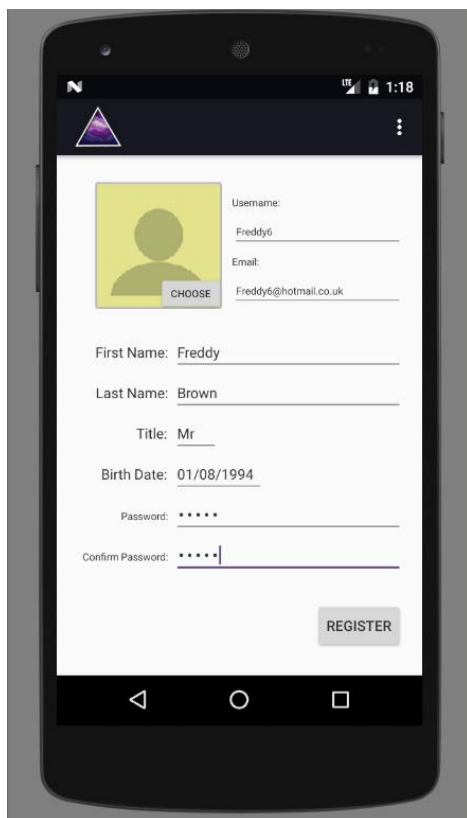 LTE 1:18
Username:
Freddy6
Email:
Freddy6@hotmail.co.uk
CHOOSE
First Name: Freddy
Last Name: Brown
Title: Mr
Birth Date: 01/08/1994
Password: •••••
Confirm Password: •••••
REGISTER